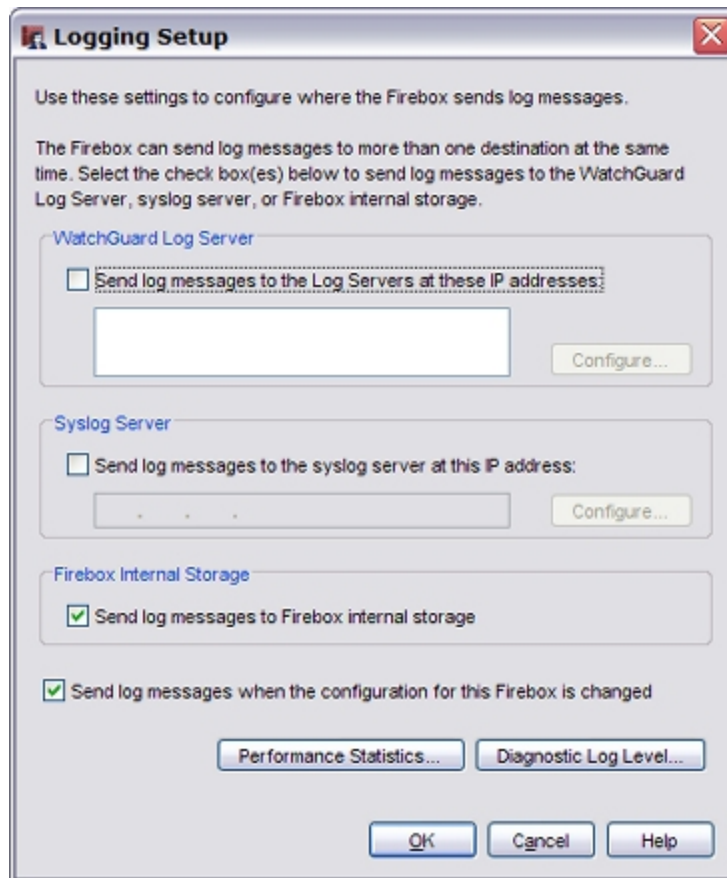 Logging Setup
Use these settings to configure where the Firebox sends log messages.
The Firebox can send log messages to more than one destination at the same
time. Select the check box(es) below to send log messages to the WatchGuard
Log Server, syslog server, or Firebox internal storage.
WatchGuard Log Server
Send log messages to the Log Servers at these IP addresses:
Configure...
Syslog Server
Send log messages to the syslog server at this IP address:
. . .
Configure...
Firebox Internal Storage
Send log messages to Firebox internal storage
Send log messages when the configuration for this Firebox is changed
Performance Statistics... Diagnostic Log Level...
OK Cancel Help